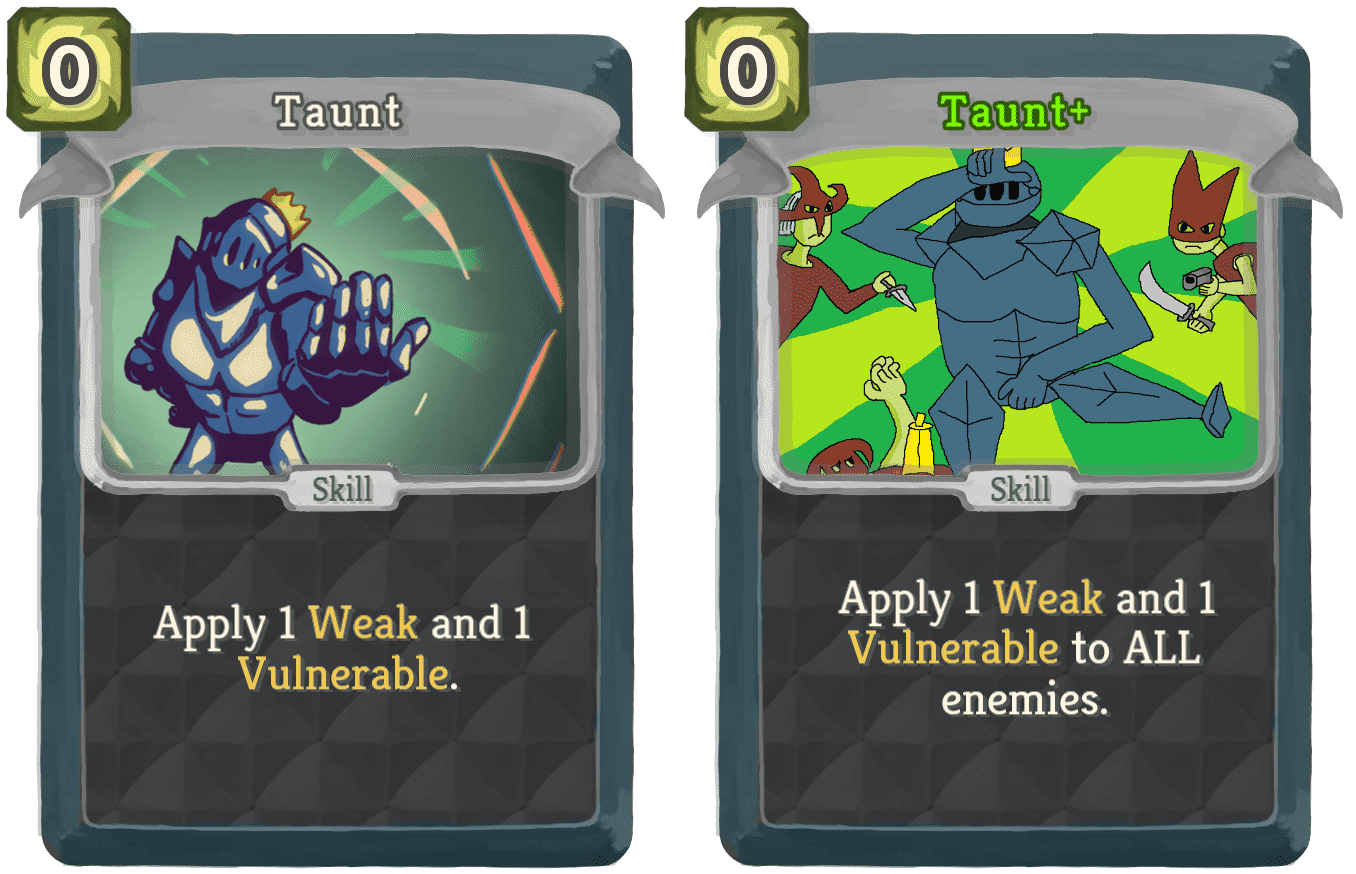 0
Taunt
Skill
Apply 1 Weak and 1
Vulnerable.
0
Taunt+
Skill
Apply 1 Weak and 1
Vulnerable to ALL
enemies.